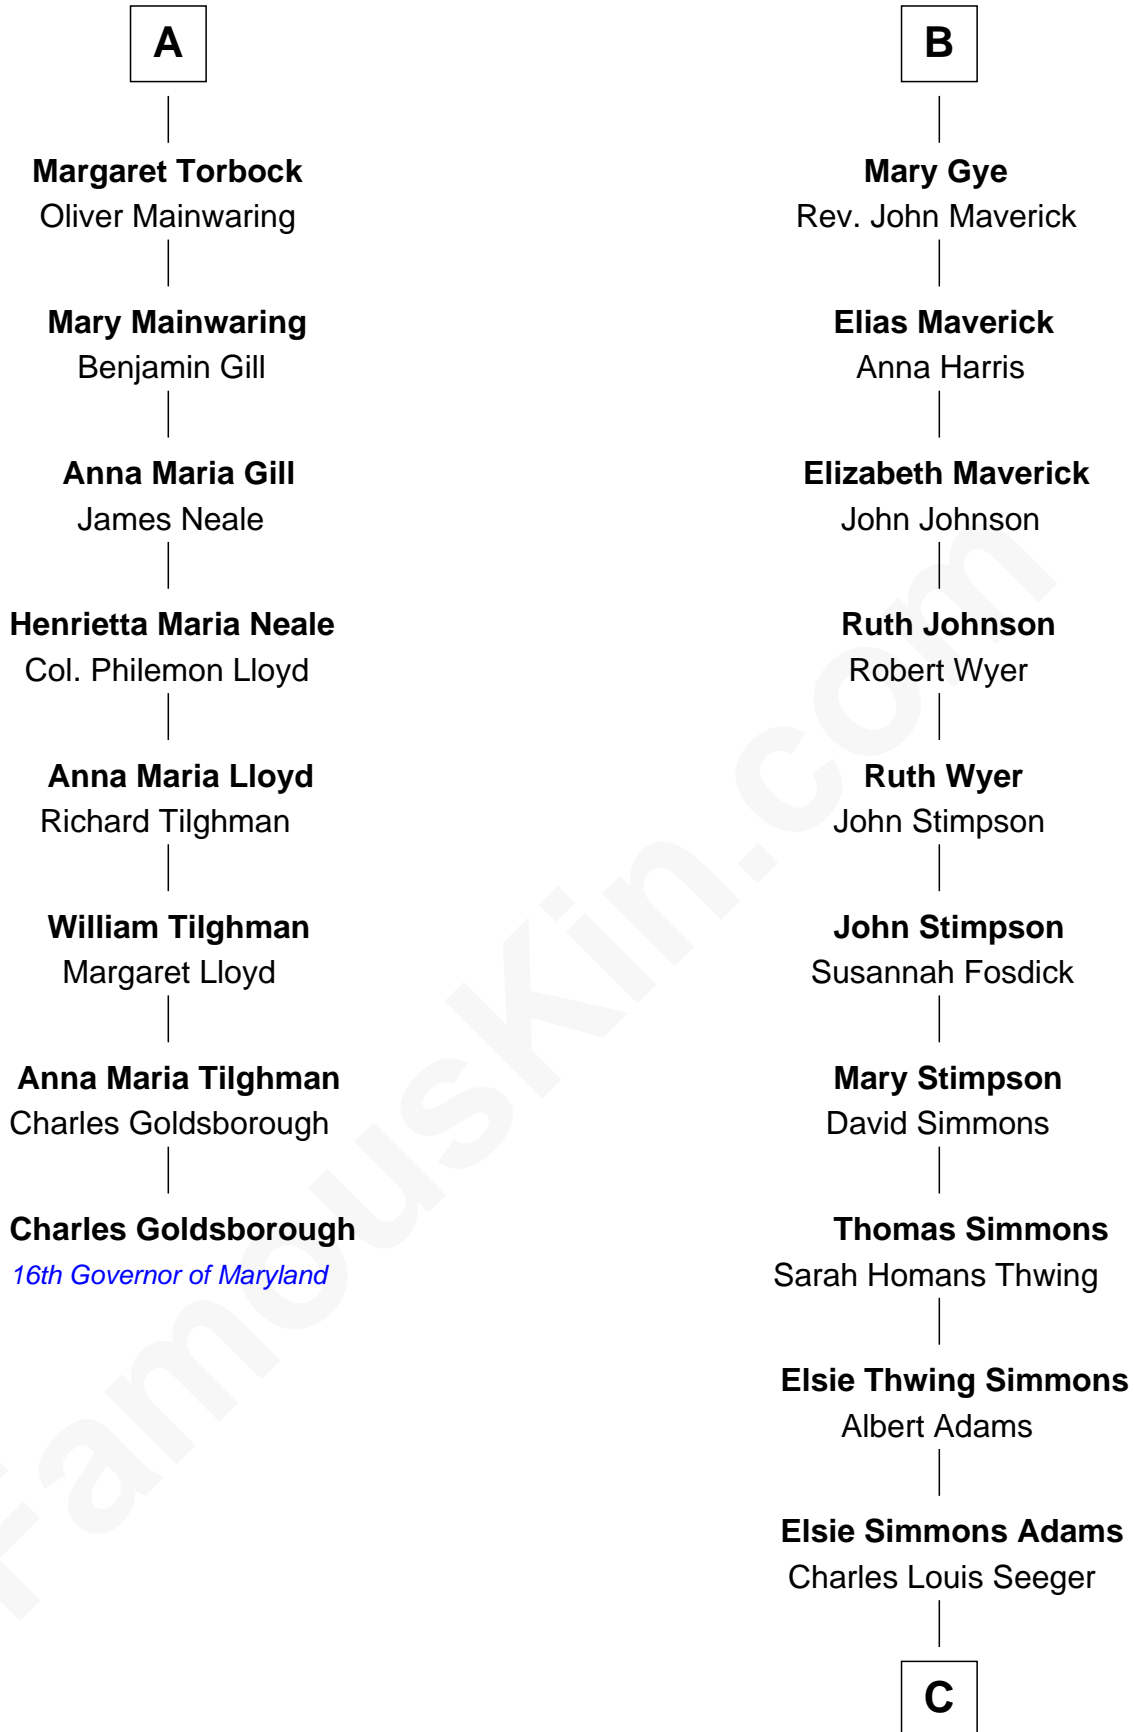 A
Margaret Torbock
Oliver Mainwaring
Mary Mainwaring
Benjamin Gill
Anna Maria Gill
James Neale
Henrietta Maria Neale
Col. Philemon Lloyd
Anna Maria Lloyd
Richard Tilghman
William Tilghman
Margaret Lloyd
Anna Maria Tilghman
Charles Goldsborough
Charles Goldsborough
16th Governor of Maryland
B
Mary Gye
Rev. John Maverick
Elias Maverick
Anna Harris
Elizabeth Maverick
John Johnson
Ruth Johnson
Robert Wyer
Ruth Wyer
John Stimpson
John Stimpson
Susannah Fosdick
Mary Stimpson
David Simmons
Thomas Simmons
Sarah Homans Thwing
Elsie Thwing Simmons
Albert Adams
Elsie Simmons Adams
Charles Louis Seeger
C
FamousKin.com